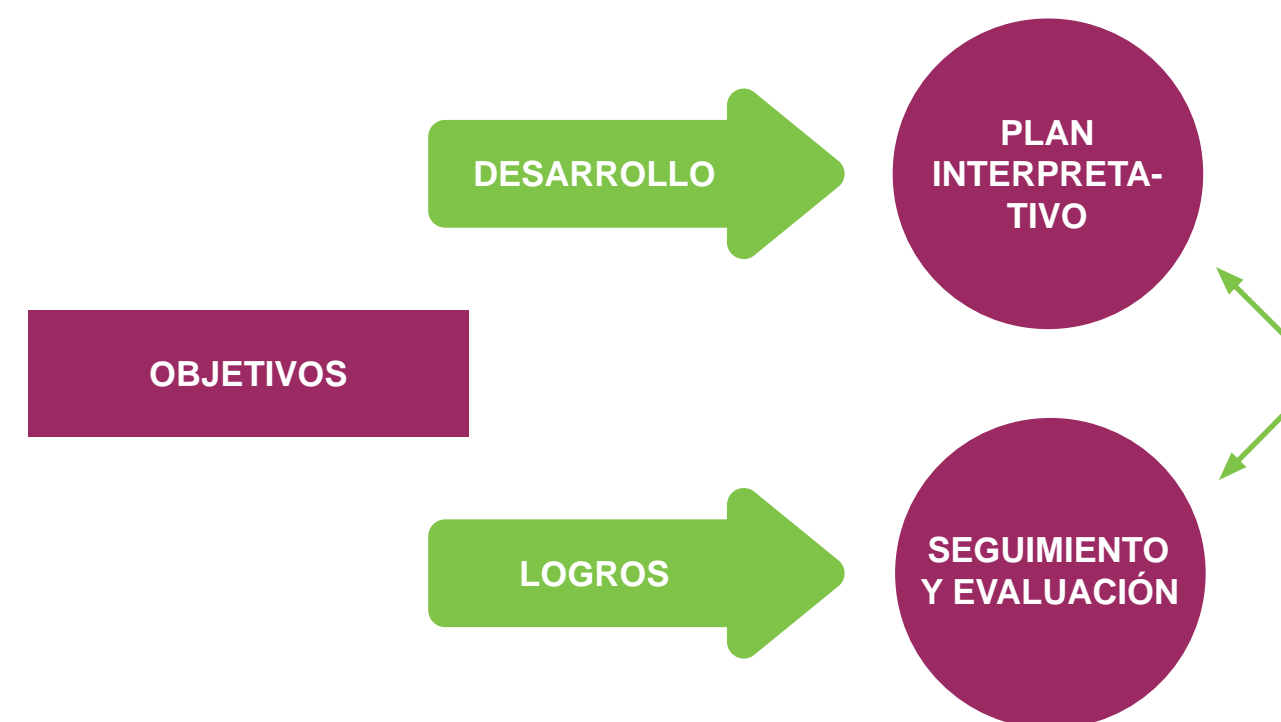 DESARROLLO
PLAN
INTERPRETA-
TIVO
OBJETIVOS
LOGROS
SEGUIMIENTO
Y EVALUACIÓN